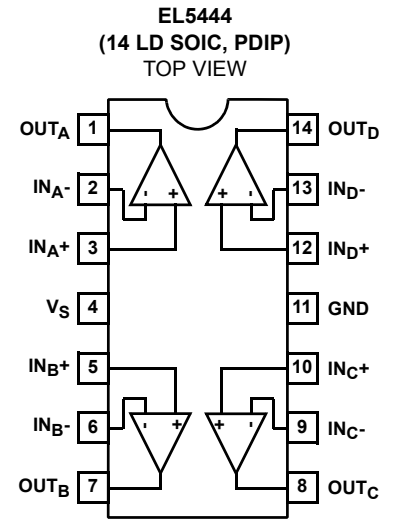 EL5444
(14 LD SOIC, PDIP)
TOP VIEW
OUTA 1 14 OUTD
INA- 2 13 IND-
- + + -
INA+ 3 12 IND+
VS 4 11 GND
INB+ 5 10 INC+
- + + -
INB- 6 9 INC-
OUTB 7 8 OUTC